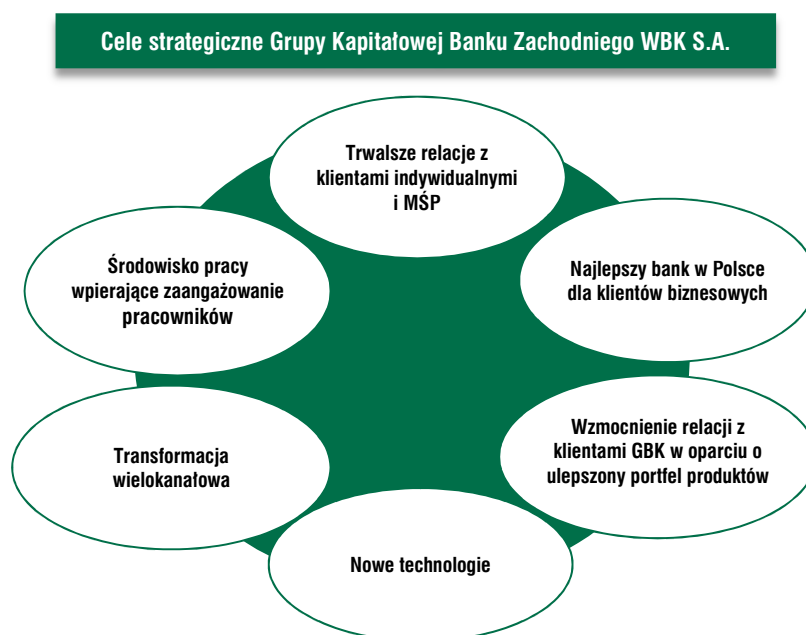 Cele strategiczne Grupy Kapitałowej Banku Zachodniego WBK S.A.
Trwalsze relacje z
klientami indywidualnymi
i MŚP
Najlepszy bank w Polsce
dla klientów biznesowych
Wzmocnienie relacji z
klientami GBK w oparciu o
ulepszony portfel produktów
Nowe technologie
Transformacja
wielokanałowa
Środowisko pracy
wpierające zaangażowanie
pracowników